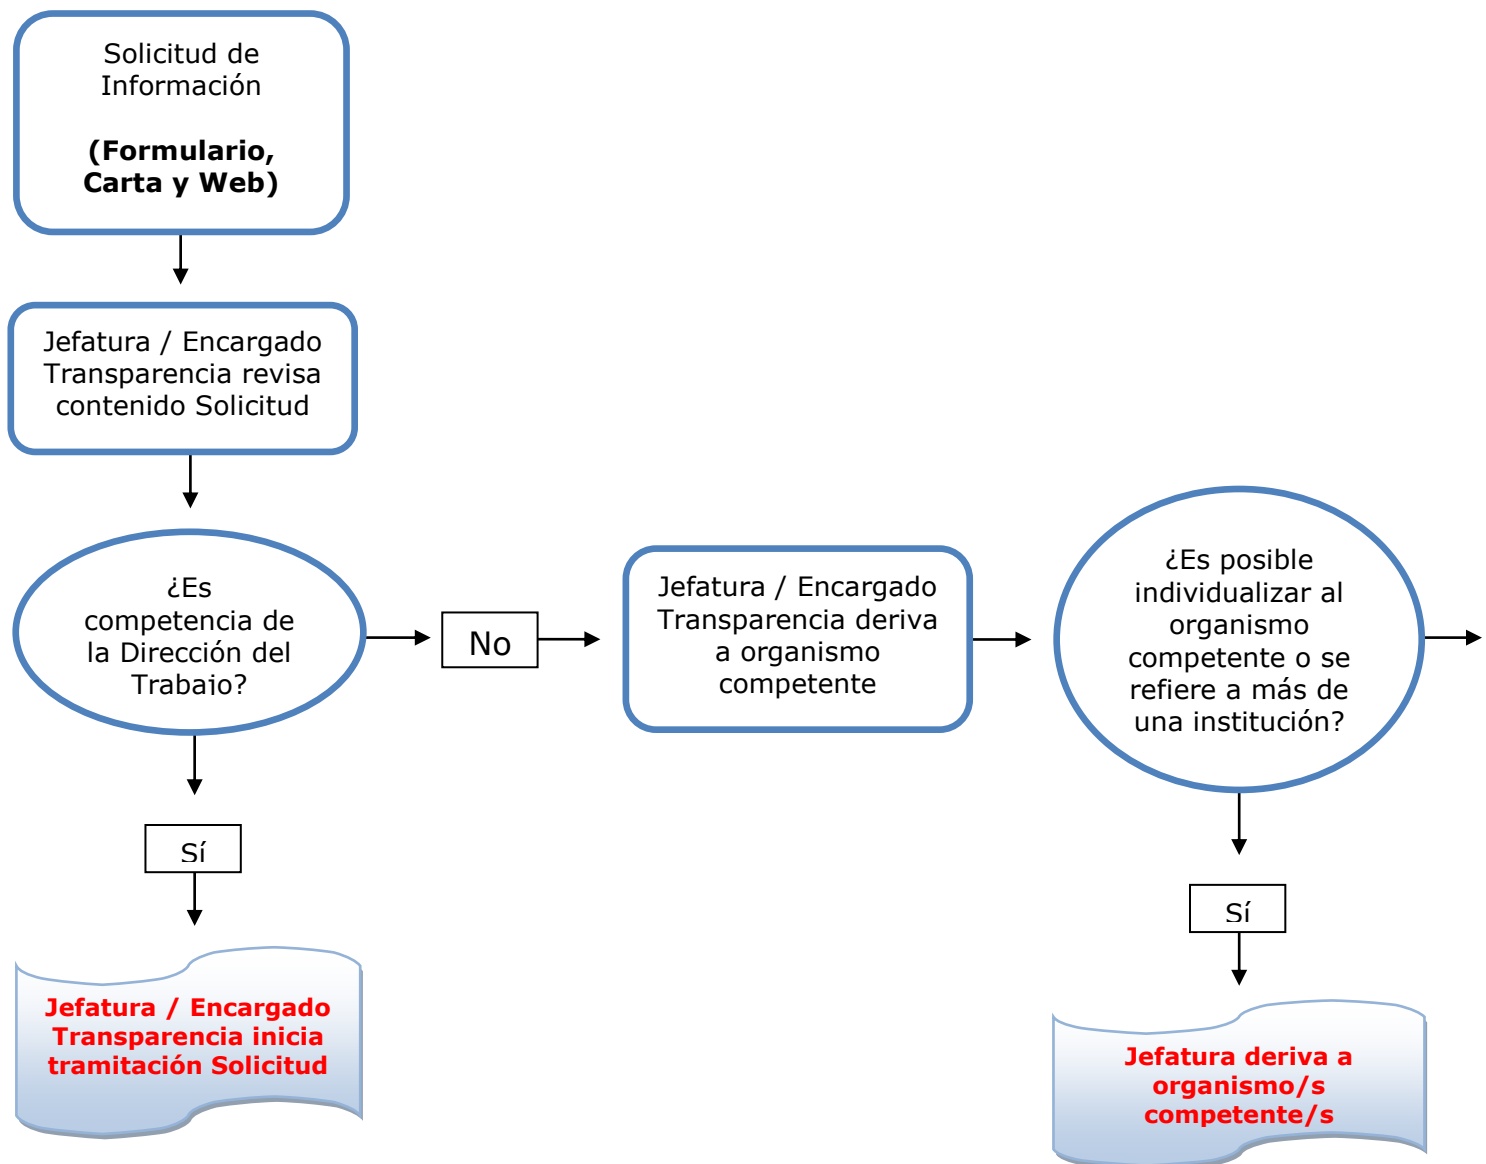 Solicitud de
Información
(Formulario,
Carta y Web)
Jefatura / Encargado
Transparencia revisa
contenido Solicitud
¿Es
competencia de
la Dirección del
Trabajo?
No
Jefatura / Encargado
Transparencia deriva
a organismo
competente
¿Es posible
individualizar al
organismo
competente o se
refiere a más de
una institución?
Sí
Sí
Jefatura / Encargado
Transparencia inicia
tramitación Solicitud
Jefatura deriva a
organismo/s
competente/s